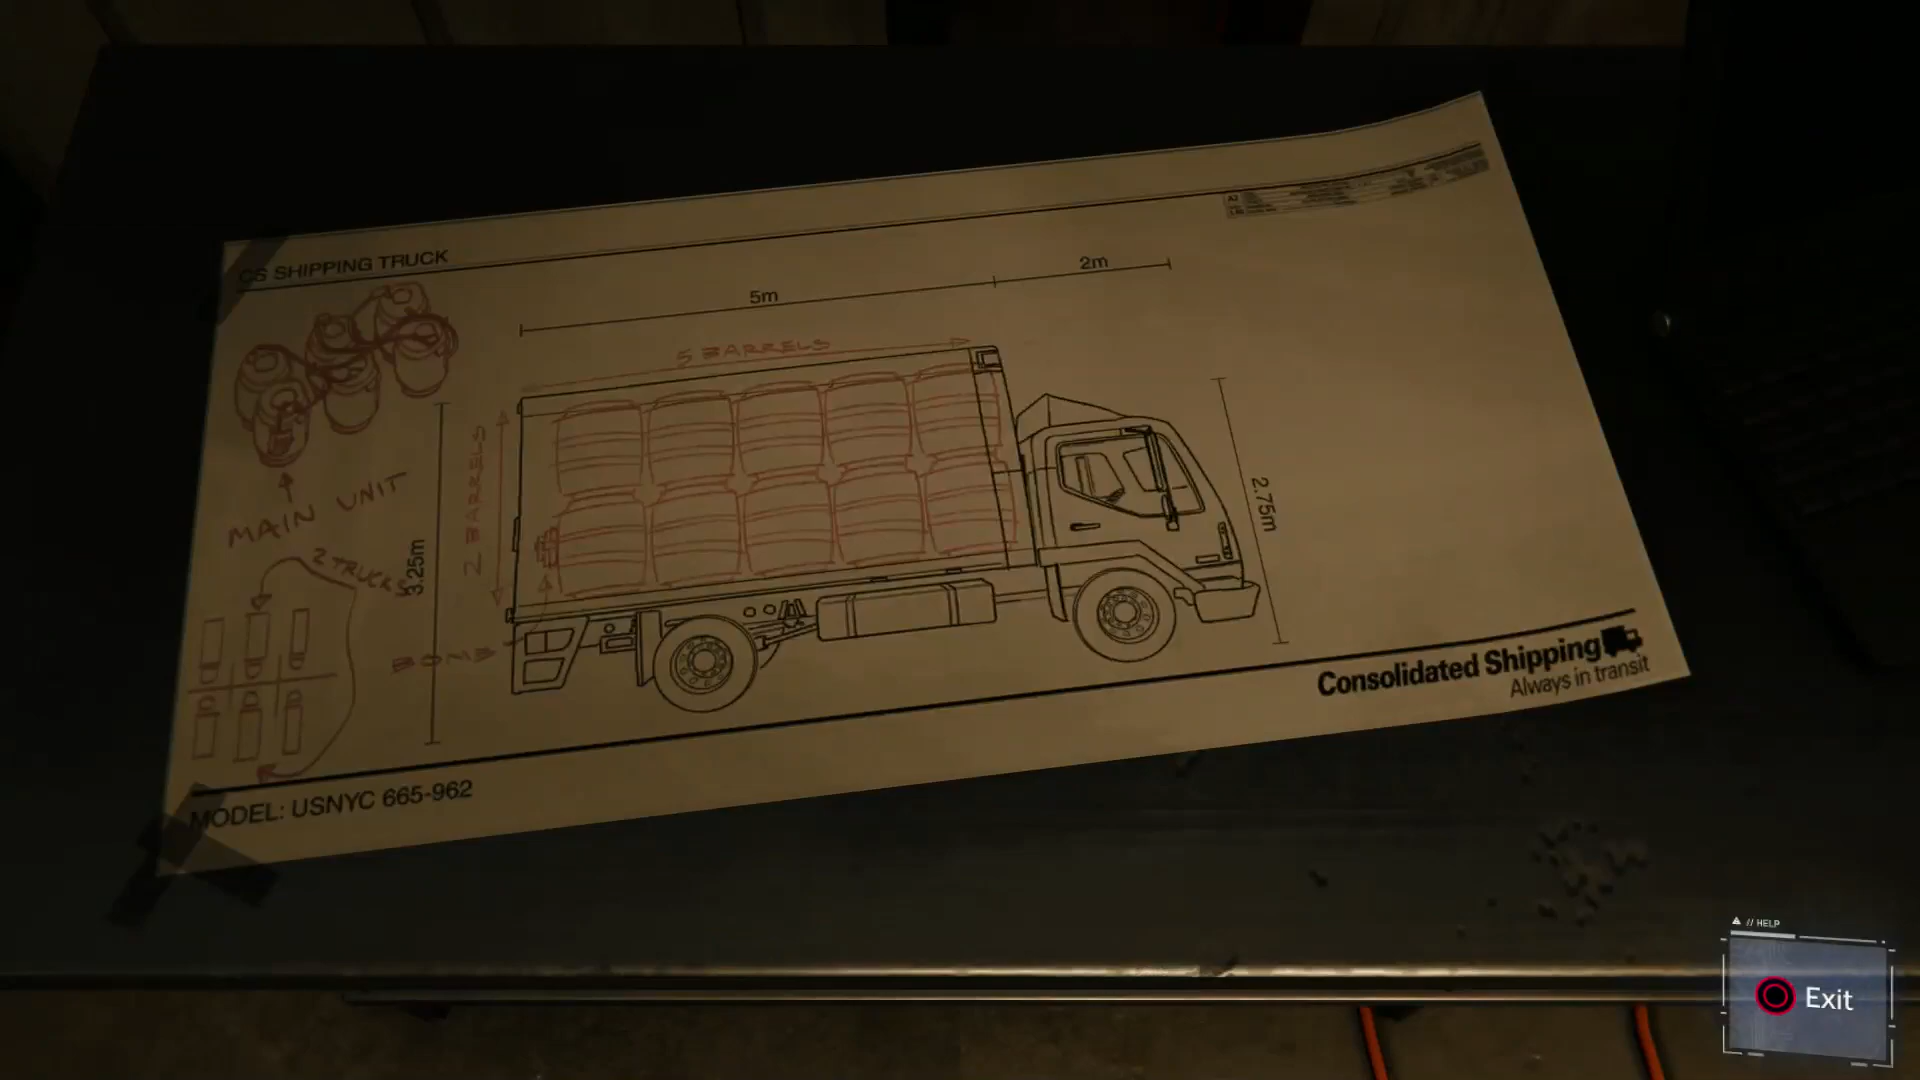 CS SHIPPING TRUCK
5m
2m
5 BARRELS
2 BARRELS
MAIN UNIT
2 TRUCKS
3.25m
2.75m
BOMB
Consolidated Shipping
Always in transit
MODEL: USNYC 665-962
// HELP
Exit